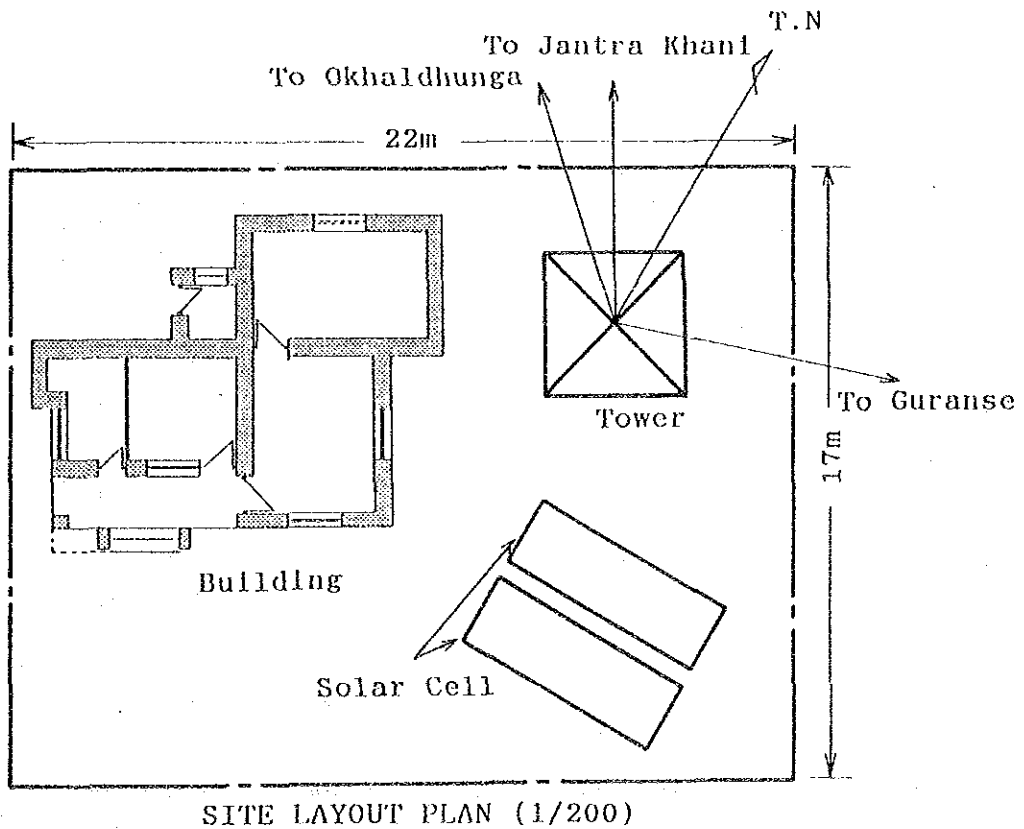 T.N
To Jantra Khani
To Okhaldhunga
22m
To Guranse
Tower
17m
Building
Solar Cell
SITE LAYOUT PLAN (1/200)